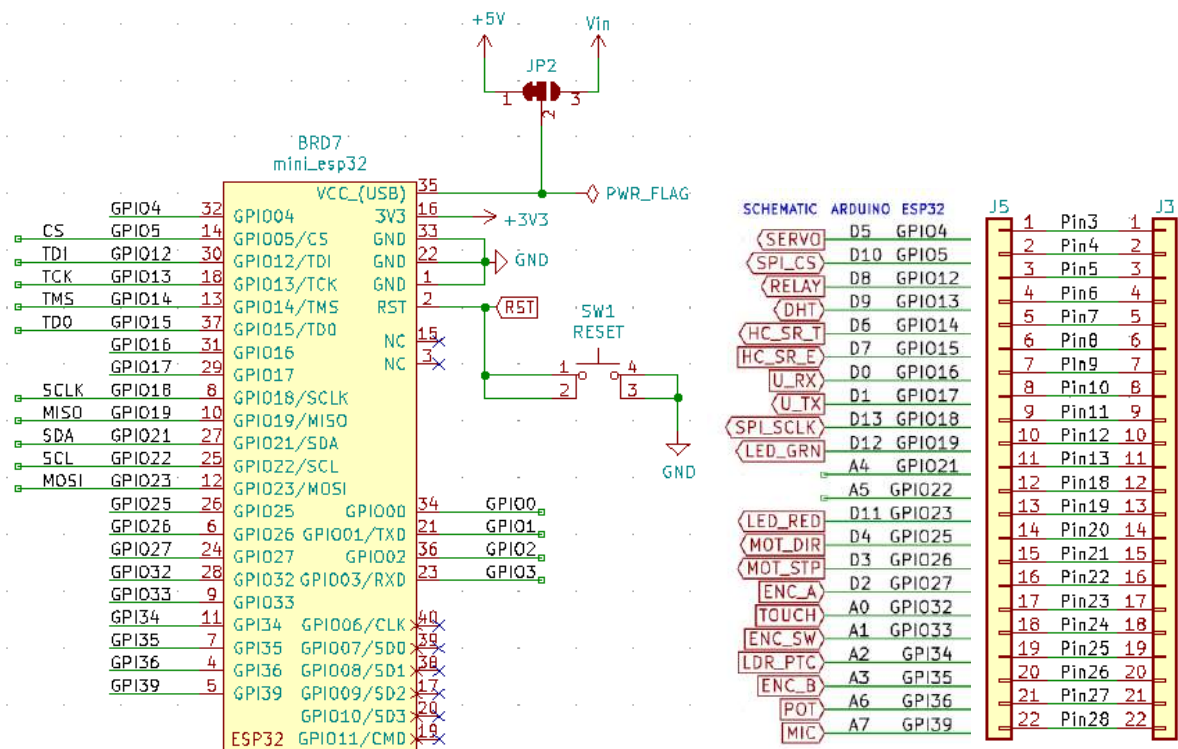 +5V
Vin
JP2
1
3
2
BRD7
mini_esp32
VCC_(USB) 35
PWR_FLAG
GPIO4 32 GPIO04
3V3 16 +3V3
CS GPIO5 14 GPIO05/CS
GND 33
TDI GPIO12 30 GPIO12/TDI
GND 22 GND
TCK GPIO13 18 GPIO13/TCK
GND 1
TMS GPIO14 13 GPIO14/TMS
RST 2 RST
TDO GPIO15 37 GPIO15/TDO
NC 15
GPIO16 31 GPIO16
NC 3
GPIO17 29 GPIO17
SCLK GPIO18 8 GPIO18/SCLK
MISO GPIO19 10 GPIO19/MISO
SDA GPIO21 27 GPIO21/SDA
SCL GPIO22 25 GPIO22/SCL
MOSI GPIO23 12 GPIO23/MOSI
GPIO25 26 GPIO25
GPIO00 34 GPIO0
GPIO26 6 GPIO26
GPIO01/TXD 21 GPIO1
GPIO27 24 GPIO27
GPIO02 36 GPIO2
GPIO32 28 GPIO32
GPIO03/RXD 23 GPIO3
GPIO33 9 GPIO33
GPI34 11 GPI34
GPIO06/CLK 40
GPI35 7 GPI35
GPIO07/SD0 39
GPI36 4 GPI36
GPIO08/SD1 38
GPI39 5 GPI39
GPIO09/SD2 17
GPIO10/SD3 20
ESP32 GPIO11/CMD 19
SW1
RESET
1 4
2 3
GND
SCHEMATIC ARDUINO ESP32
SERVO D5 GPIO4
SPI_CS D10 GPIO5
RELAY D8 GPIO12
DHT D9 GPIO13
HC_SR_T D6 GPIO14
HC_SR_E D7 GPIO15
U_RX D0 GPIO16
U_TX D1 GPIO17
SPI_SCLK D13 GPIO18
LED_GRN D12 GPIO19
A4 GPIO21
A5 GPIO22
LED_RED D11 GPIO23
MOT_DIR D4 GPIO25
MOT_STP D3 GPIO26
ENC_A D2 GPIO27
TOUCH A0 GPIO32
ENC_SW A1 GPIO33
LDR_PTC A2 GPI34
ENC_B A3 GPI35
POT A6 GPI36
MIC A7 GPI39
J5 J3
1 Pin3 1
2 Pin4 2
3 Pin5 3
4 Pin6 4
5 Pin7 5
6 Pin8 6
7 Pin9 7
8 Pin10 8
9 Pin11 9
10 Pin12 10
11 Pin13 11
12 Pin18 12
13 Pin19 13
14 Pin20 14
15 Pin21 15
16 Pin22 16
17 Pin23 17
18 Pin24 18
19 Pin25 19
20 Pin26 20
21 Pin27 21
22 Pin28 22